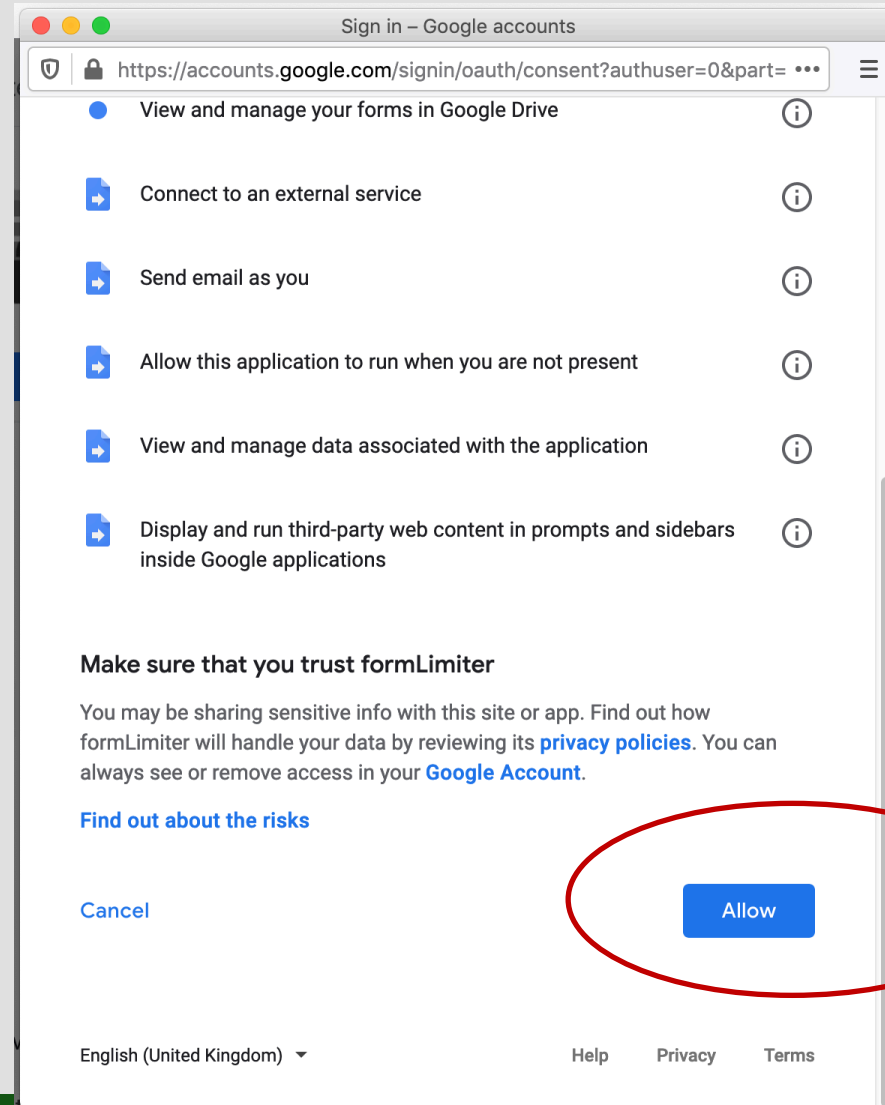 Sign in – Google accounts
https://accounts.google.com/signin/oauth/consent?authuser=0&part= •••
View and manage your forms in Google Drive
Connect to an external service
Send email as you
Allow this application to run when you are not present
View and manage data associated with the application
Display and run third-party web content in prompts and sidebars
inside Google applications
Make sure that you trust formLimiter
You may be sharing sensitive info with this site or app. Find out how
formLimiter will handle your data by reviewing its privacy policies. You can
always see or remove access in your Google Account.
Find out about the risks
Cancel Allow
English (United Kingdom) Help Privacy Terms